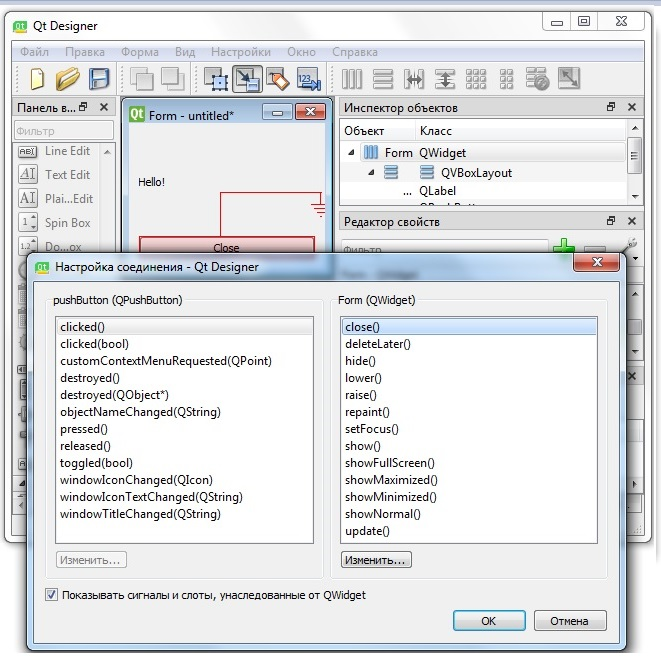 Qt Designer
Файл Правка Форма Вид Настройки Окно Справка
123
Панель в...
Фильтр
Line Edit
Text Edit
Plai...Edit
Spin Box
Do...ox
Form - untitled*
Hello!
Close
Инспектор объектов
Объект Класс
Form QWidget
QVBoxLayout
... QLabel
Редактор свойств
Фильтр
Настройка соединения - Qt Designer
pushButton (QPushButton)
clicked()
clicked(bool)
customContextMenuRequested(QPoint)
destroyed()
destroyed(QObject*)
objectNameChanged(QString)
pressed()
released()
toggled(bool)
windowIconChanged(QIcon)
windowIconTextChanged(QString)
windowTitleChanged(QString)
Изменить...
Form (QWidget)
close()
deleteLater()
hide()
lower()
raise()
repaint()
setFocus()
show()
showFullScreen()
showMaximized()
showMinimized()
showNormal()
update()
Изменить...
Показывать сигналы и слоты, унаследованные от QWidget
OK Отмена